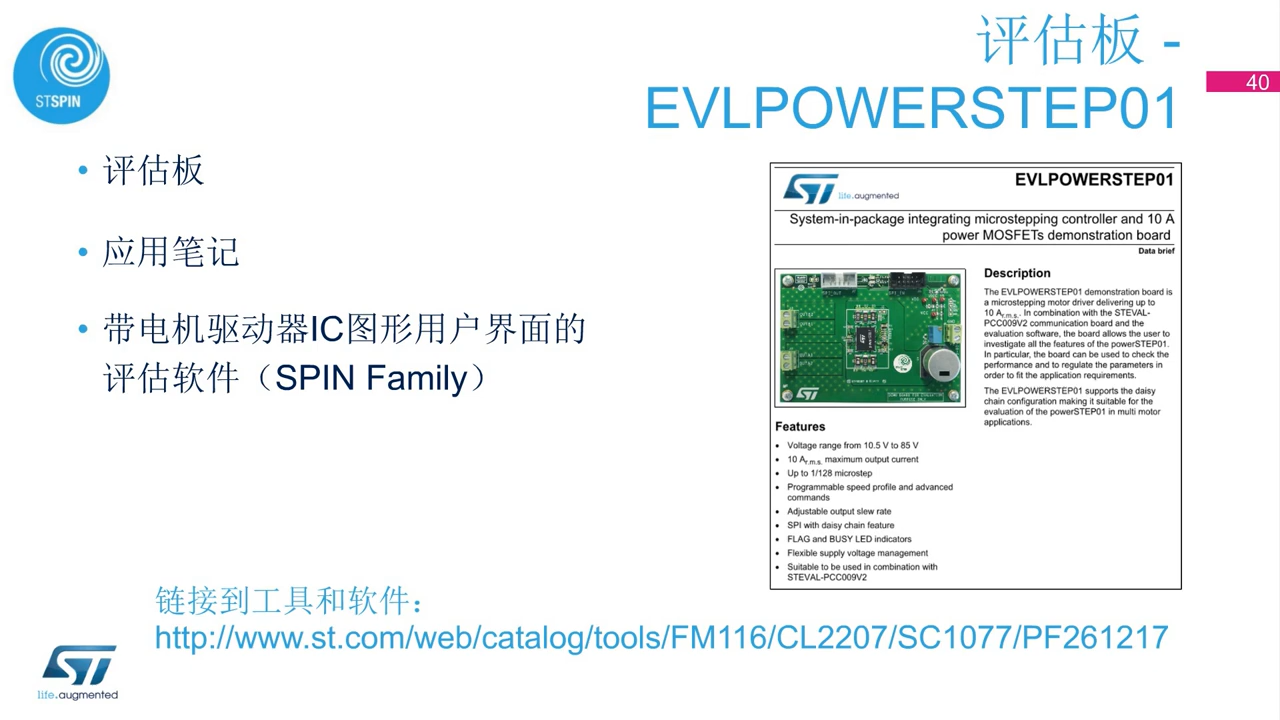 评估板 -
EVLPOWERSTEP01
40
STSPIN
• 评估板
• 应用笔记
• 带电机驱动器IC图形用户界面的
评估软件（SPIN Family）
ST life.augmented
EVLPOWERSTEP01
System-in-package integrating microstepping controller and 10 A
power MOSFETs demonstration board
Data brief
Description
The EVLPOWERSTEP01 demonstration board is
a microstepping motor driver delivering up to
10 Ar.m.s.. In combination with the STEVAL-
PCC009V2 communication board and the
evaluation software, the board allows the user to
investigate all the features of the powerSTEP01.
In particular, the board can be used to check the
performance and to regulate the parameters in
order to fit the application requirements.
The EVLPOWERSTEP01 supports the daisy
chain configuration making it suitable for the
evaluation of the powerSTEP01 in multi motor
applications.
Features
• Voltage range from 10.5 V to 85 V
• 10 Ar.m.s. maximum output current
• Up to 1/128 microstep
• Programmable speed profile and advanced
commands
• Adjustable output slew rate
• SPI with daisy chain feature
• FLAG and BUSY LED indicators
• Flexible supply voltage management
• Suitable to be used in combination with
STEVAL-PCC009V2
链接到工具和软件：
http://www.st.com/web/catalog/tools/FM116/CL2207/SC1077/PF261217
ST
life.augmented